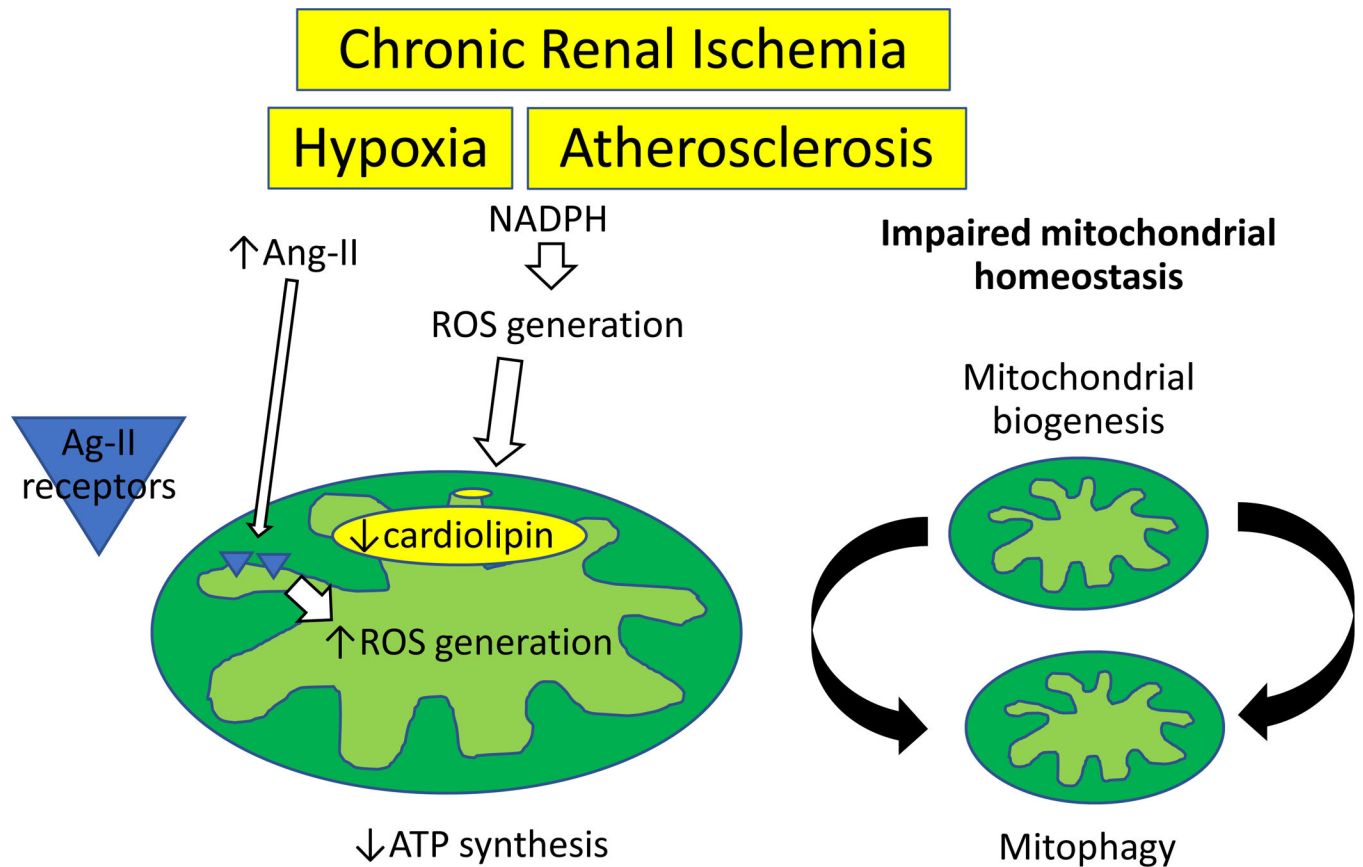 Chronic Renal Ischemia
Hypoxia
Atherosclerosis
NADPH
↑Ang-II
ROS generation
Ag-II
receptors
↓cardiolipin
↑ROS generation
↓ATP synthesis
Impaired mitochondrial
homeostasis
Mitochondrial
biogenesis
Mitophagy